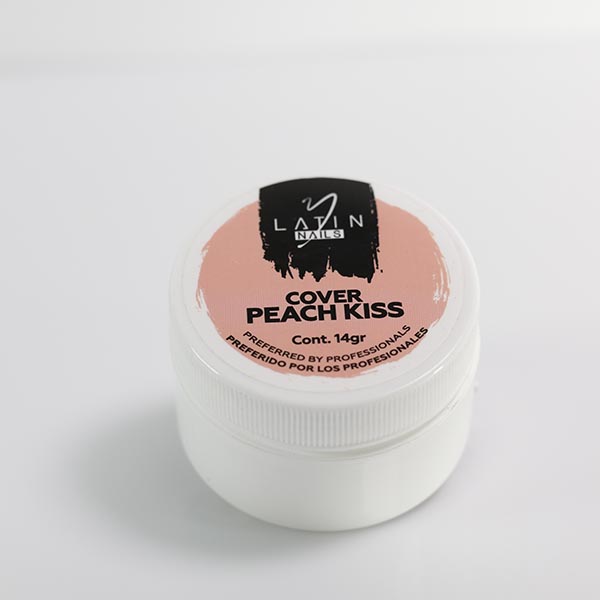 LATIN
NAILS
COVER
PEACH KISS
Cont. 14gr
PREFERRED BY PROFESSIONALS
PREFERIDO POR LOS PROFESIONALES